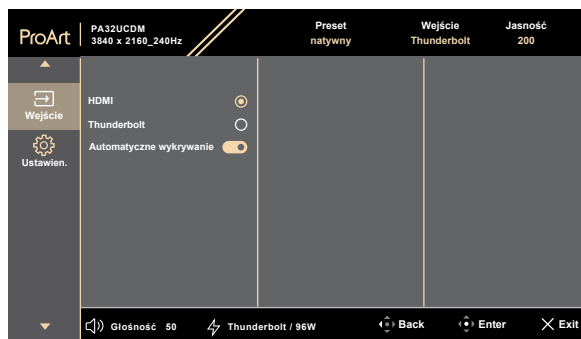 ProArt
PA32UCDM
3840 x 2160_240Hz
Preset
natywny
Wejście
Thunderbolt
Jasność
200
Wejście
Ustawien.
HDMI
Thunderbolt
Automatyczne wykrywanie
Głośność 50
Thunderbolt / 96W
Back
Enter
Exit